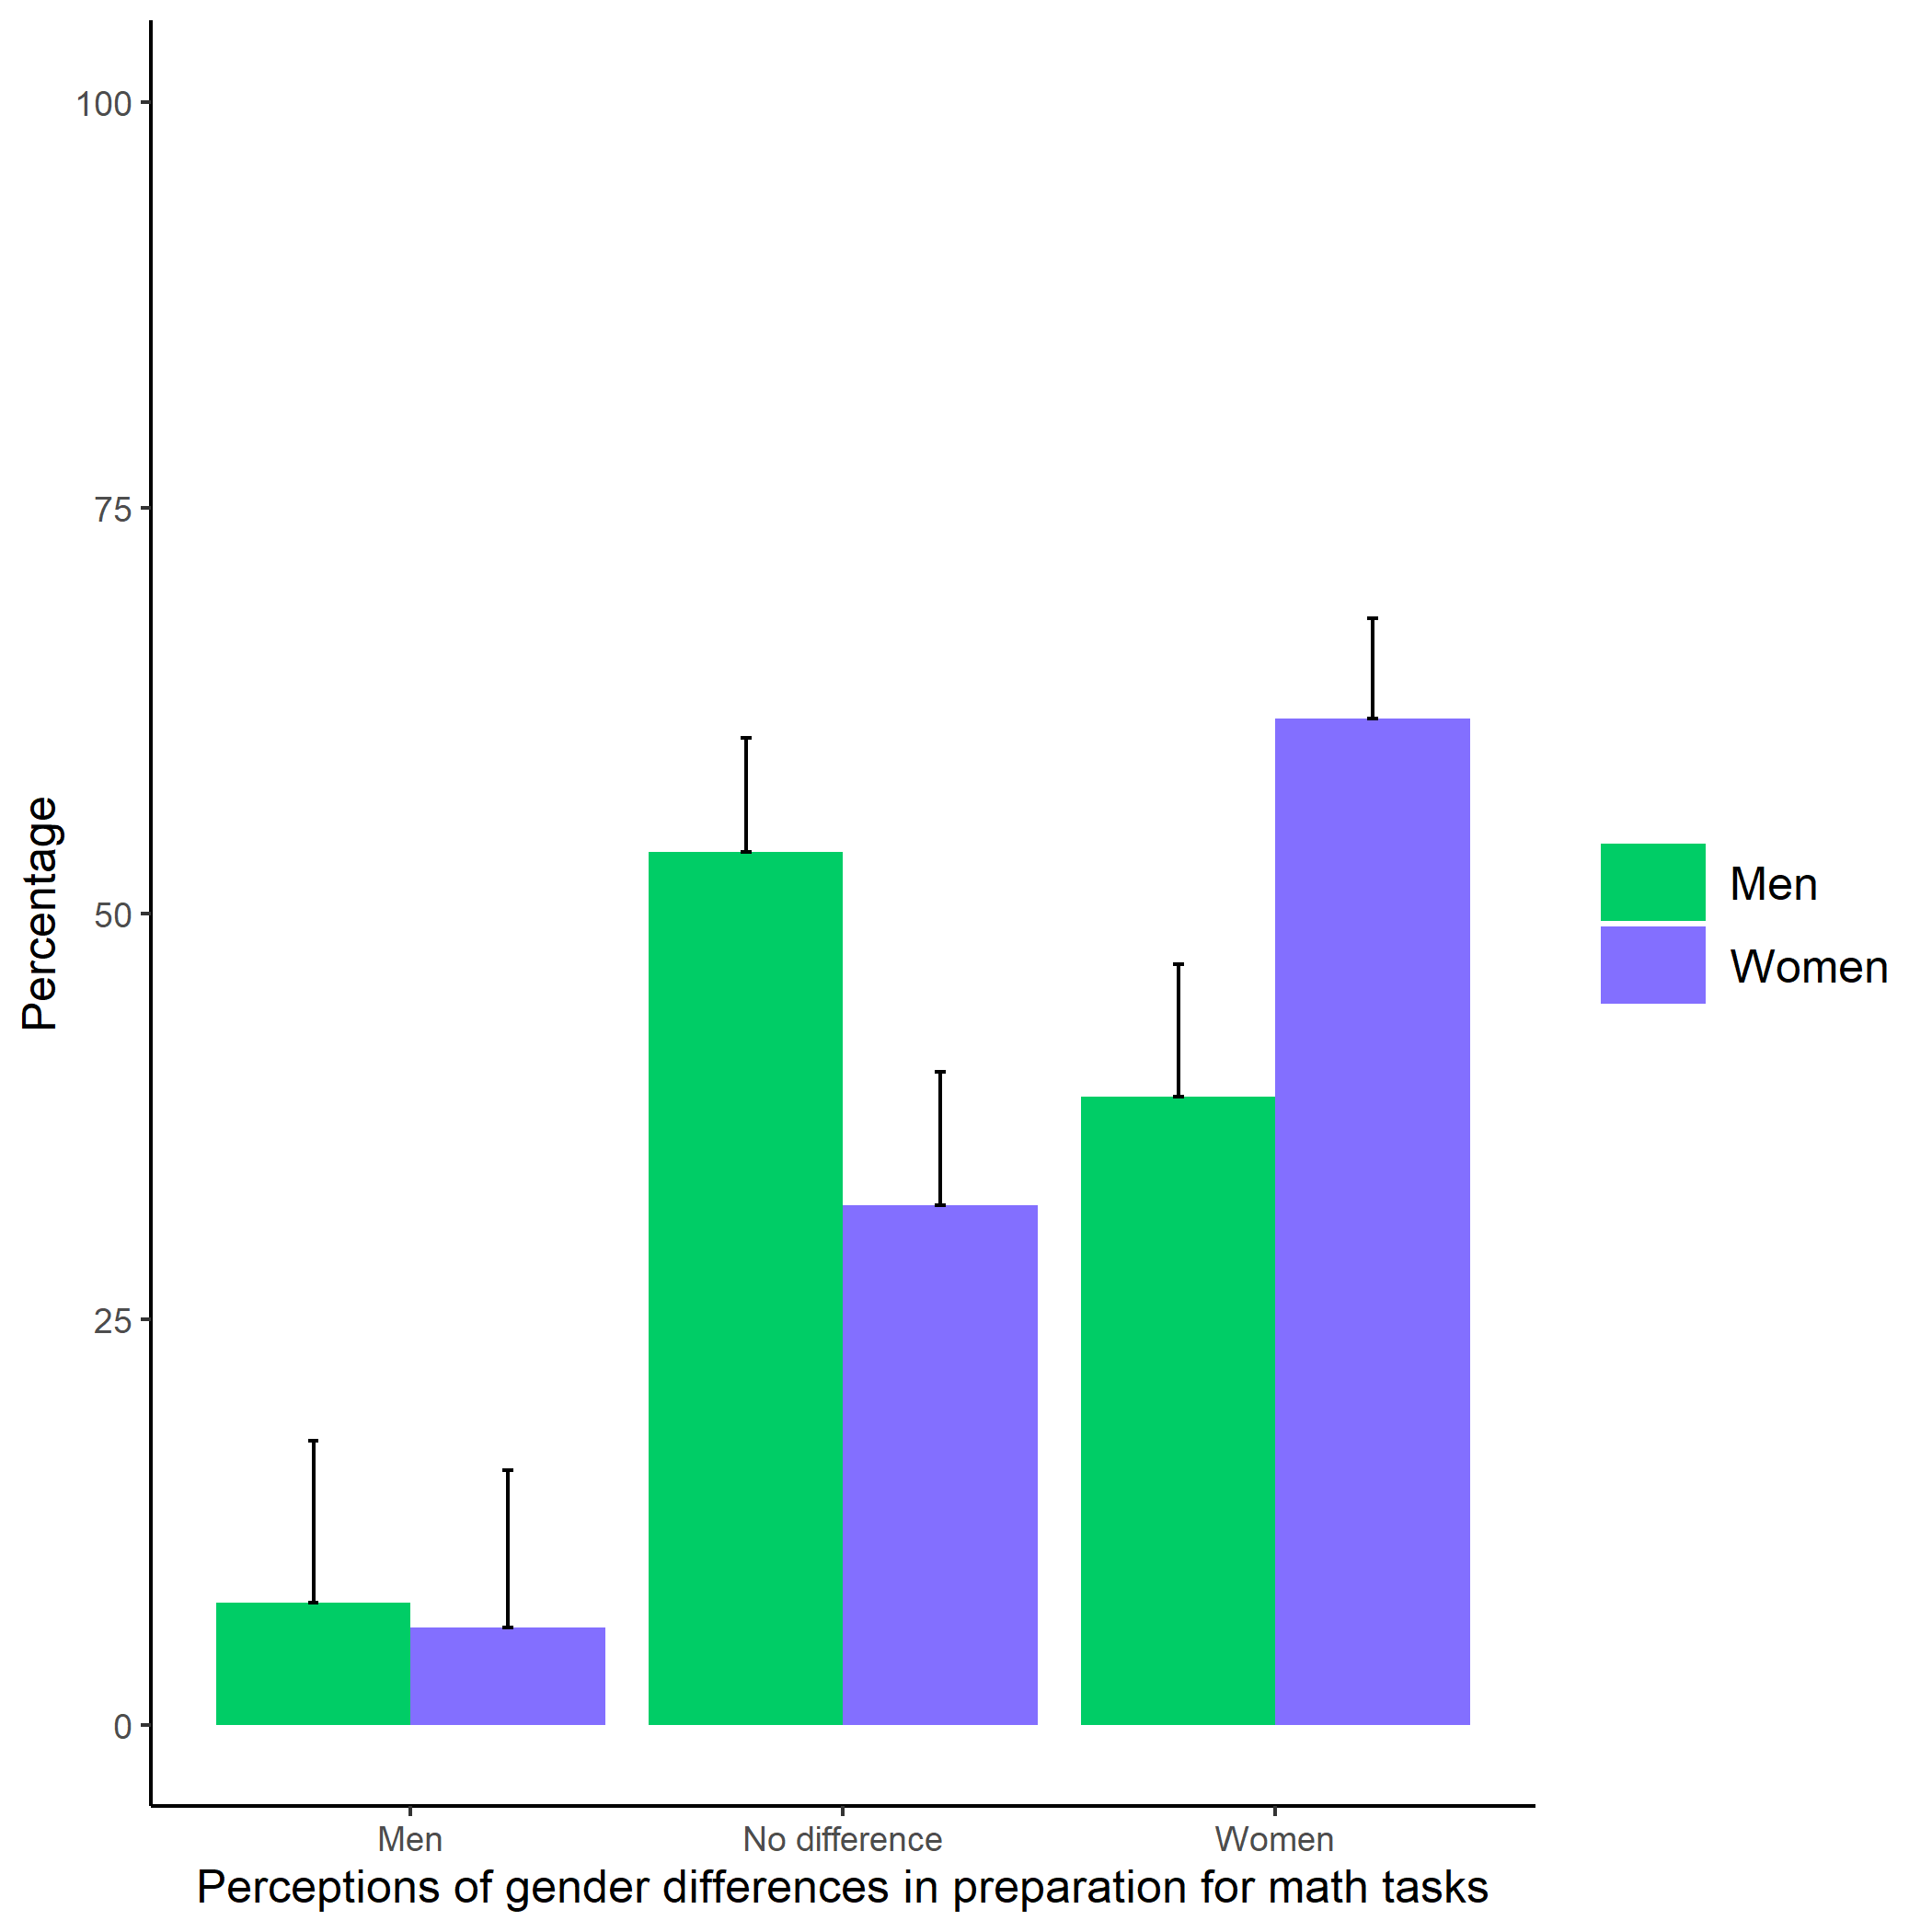 100
75
50
25
0
Percentage
Men
No difference
Women
Perceptions of gender differences in preparation for math tasks
Men
Women